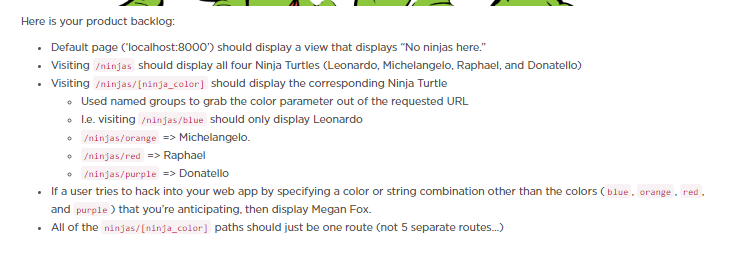 Here is your product backlog:
Default page ('localhost:8000') should display a view that displays “No ninjas here.”
Visiting /ninjas should display all four Ninja Turtles (Leonardo, Michelangelo, Raphael, and Donatello)
Visiting /ninjas/[ninja_color] should display the corresponding Ninja Turtle
Used named groups to grab the color parameter out of the requested URL
I.e. visiting /ninjas/blue should only display Leonardo
/ninjas/orange => Michelangelo.
/ninjas/red => Raphael
/ninjas/purple => Donatello
If a user tries to hack into your web app by specifying a color or string combination other than the colors ( blue , orange , red ,
and purple ) that you're anticipating, then display Megan Fox.
All of the ninjas/[ninja_color] paths should just be one route (not 5 separate routes...)